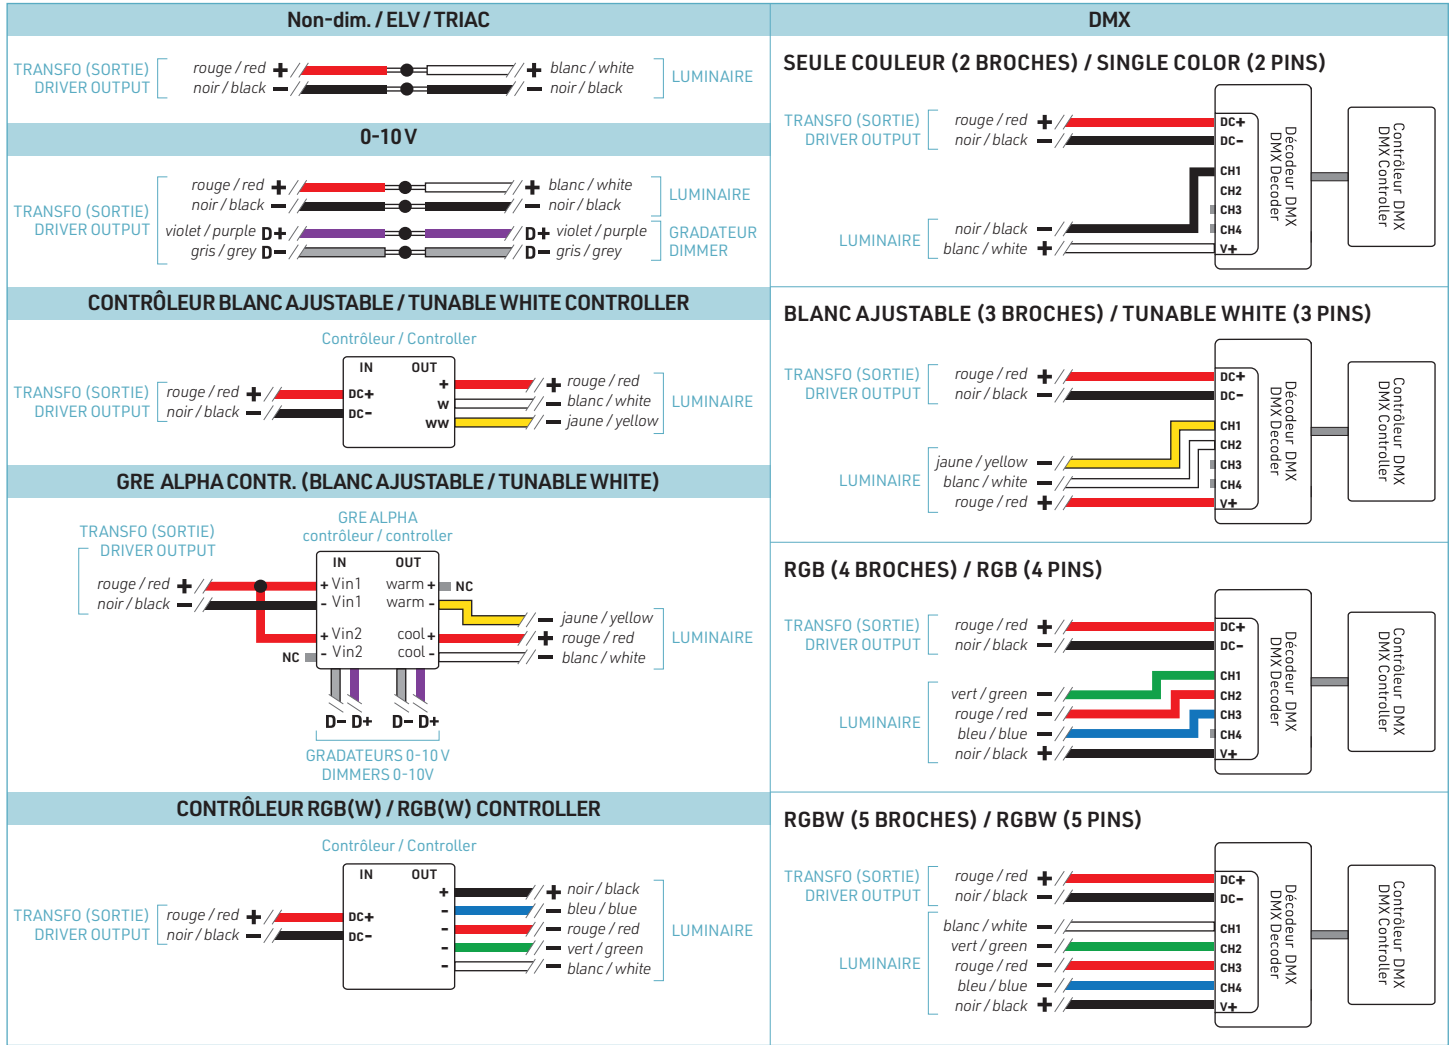 Non-dim. / ELV / TRIAC
TRANSFO (SORTIE)
DRIVER OUTPUT
rouge / red +
noir / black −
+ blanc / white
− noir / black
LUMINAIRE
0-10 V
TRANSFO (SORTIE)
DRIVER OUTPUT
rouge / red +
noir / black −
violet / purple D+
gris / grey D−
+ blanc / white
− noir / black
D+ violet / purple
D− gris / grey
LUMINAIRE
GRADATEUR
DIMMER
CONTRÔLEUR BLANC AJUSTABLE / TUNABLE WHITE CONTROLLER
Contrôleur / Controller
TRANSFO (SORTIE)
DRIVER OUTPUT
rouge / red +
noir / black −
IN OUT
DC+
DC−
+
W
WW
+ rouge / red
− blanc / white
− jaune / yellow
LUMINAIRE
GRE ALPHA CONTR. (BLANC AJUSTABLE / TUNABLE WHITE)
TRANSFO (SORTIE)
DRIVER OUTPUT
GRE ALPHA
contrôleur / controller
rouge / red +
noir / black −
IN OUT
+ Vin1 warm + NC
- Vin1 warm -
+ Vin2 cool +
NC - Vin2 cool -
− jaune / yellow
+ rouge / red
− blanc / white
LUMINAIRE
D− D+ D− D+
GRADATEURS 0-10 V
DIMMERS 0-10V
CONTRÔLEUR RGB(W) / RGB(W) CONTROLLER
Contrôleur / Controller
TRANSFO (SORTIE)
DRIVER OUTPUT
rouge / red +
noir / black −
IN OUT
DC+
DC−
+
-
-
-
-
+ noir / black
− bleu / blue
− rouge / red
− vert / green
− blanc / white
LUMINAIRE
DMX
SEULE COULEUR (2 BROCHES) / SINGLE COLOR (2 PINS)
TRANSFO (SORTIE)
DRIVER OUTPUT
rouge / red +
noir / black −
LUMINAIRE
noir / black −
blanc / white +
DC+
DC−
CH1
CH2
CH3
CH4
V+
Décodeur DMX
DMX Decoder
Contrôleur DMX
DMX Controller
BLANC AJUSTABLE (3 BROCHES) / TUNABLE WHITE (3 PINS)
TRANSFO (SORTIE)
DRIVER OUTPUT
rouge / red +
noir / black −
LUMINAIRE
jaune / yellow −
blanc / white −
rouge / red +
DC+
DC−
CH1
CH2
CH3
CH4
V+
Décodeur DMX
DMX Decoder
Contrôleur DMX
DMX Controller
RGB (4 BROCHES) / RGB (4 PINS)
TRANSFO (SORTIE)
DRIVER OUTPUT
rouge / red +
noir / black −
LUMINAIRE
vert / green −
rouge / red −
bleu / blue −
noir / black +
DC+
DC−
CH1
CH2
CH3
CH4
V+
Décodeur DMX
DMX Decoder
Contrôleur DMX
DMX Controller
RGBW (5 BROCHES) / RGBW (5 PINS)
TRANSFO (SORTIE)
DRIVER OUTPUT
rouge / red +
noir / black −
LUMINAIRE
blanc / white −
vert / green −
rouge / red −
bleu / blue −
noir / black +
DC+
DC−
CH1
CH2
CH3
CH4
V+
Décodeur DMX
DMX Decoder
Contrôleur DMX
DMX Controller